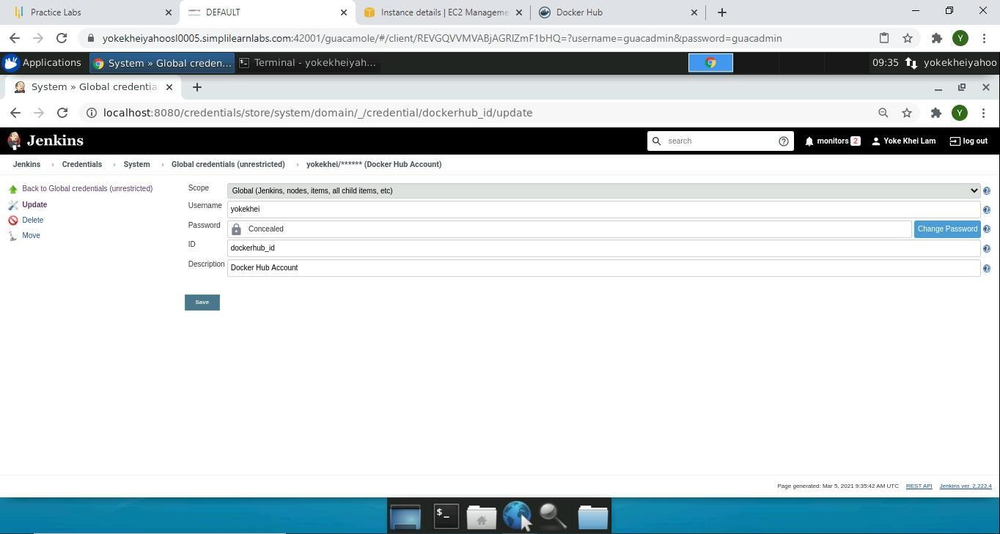 Practice Labs
DEFAULT
Instance details | EC2 Manageme
Docker Hub
yokekheiyahoosl0005.simplilearnlabs.com:42001/guacamole/#/client/REVGQVVMVABjAGRlZmF1bHQ=?username=guacadmin&password=guacadmin
Y
Applications
System » Global creden...
Terminal - yokekheiyah...
09:35
yokekheiyahoo
System » Global credentia
localhost:8080/credentials/store/system/domain/_/credential/dockerhub_id/update
Y
Jenkins
search
monitors 2
Yoke Khei Lam
log out
Jenkins
Credentials
System
Global credentials (unrestricted)
yokekhei/****** (Docker Hub Account)
Back to Global credentials (unrestricted)
Update
Delete
Move
Scope
Global (Jenkins, nodes, items, all child items, etc)
Username
yokekhei
Password
Concealed
Change Password
ID
dockerhub_id
Description
Docker Hub Account
Save
Page generated: Mar 5, 2021 9:35:42 AM UTC
REST API
Jenkins ver. 2.222.4
$_